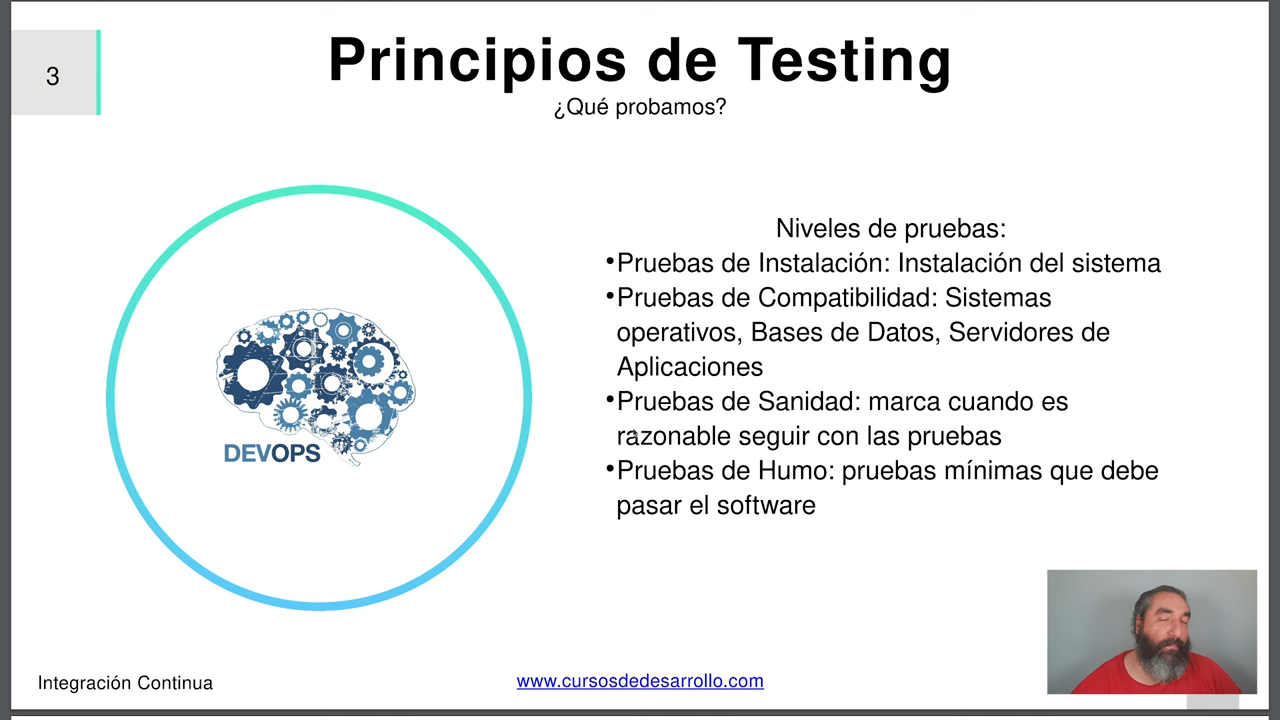 3
Principios de Testing
¿Qué probamos?
Niveles de pruebas:
•Pruebas de Instalación: Instalación del sistema
•Pruebas de Compatibilidad: Sistemas
operativos, Bases de Datos, Servidores de
Aplicaciones
•Pruebas de Sanidad: marca cuando es
razonable seguir con las pruebas
•Pruebas de Humo: pruebas mínimas que debe
pasar el software
DEVOPS
Integración Continua
www.cursosdedesarrollo.com